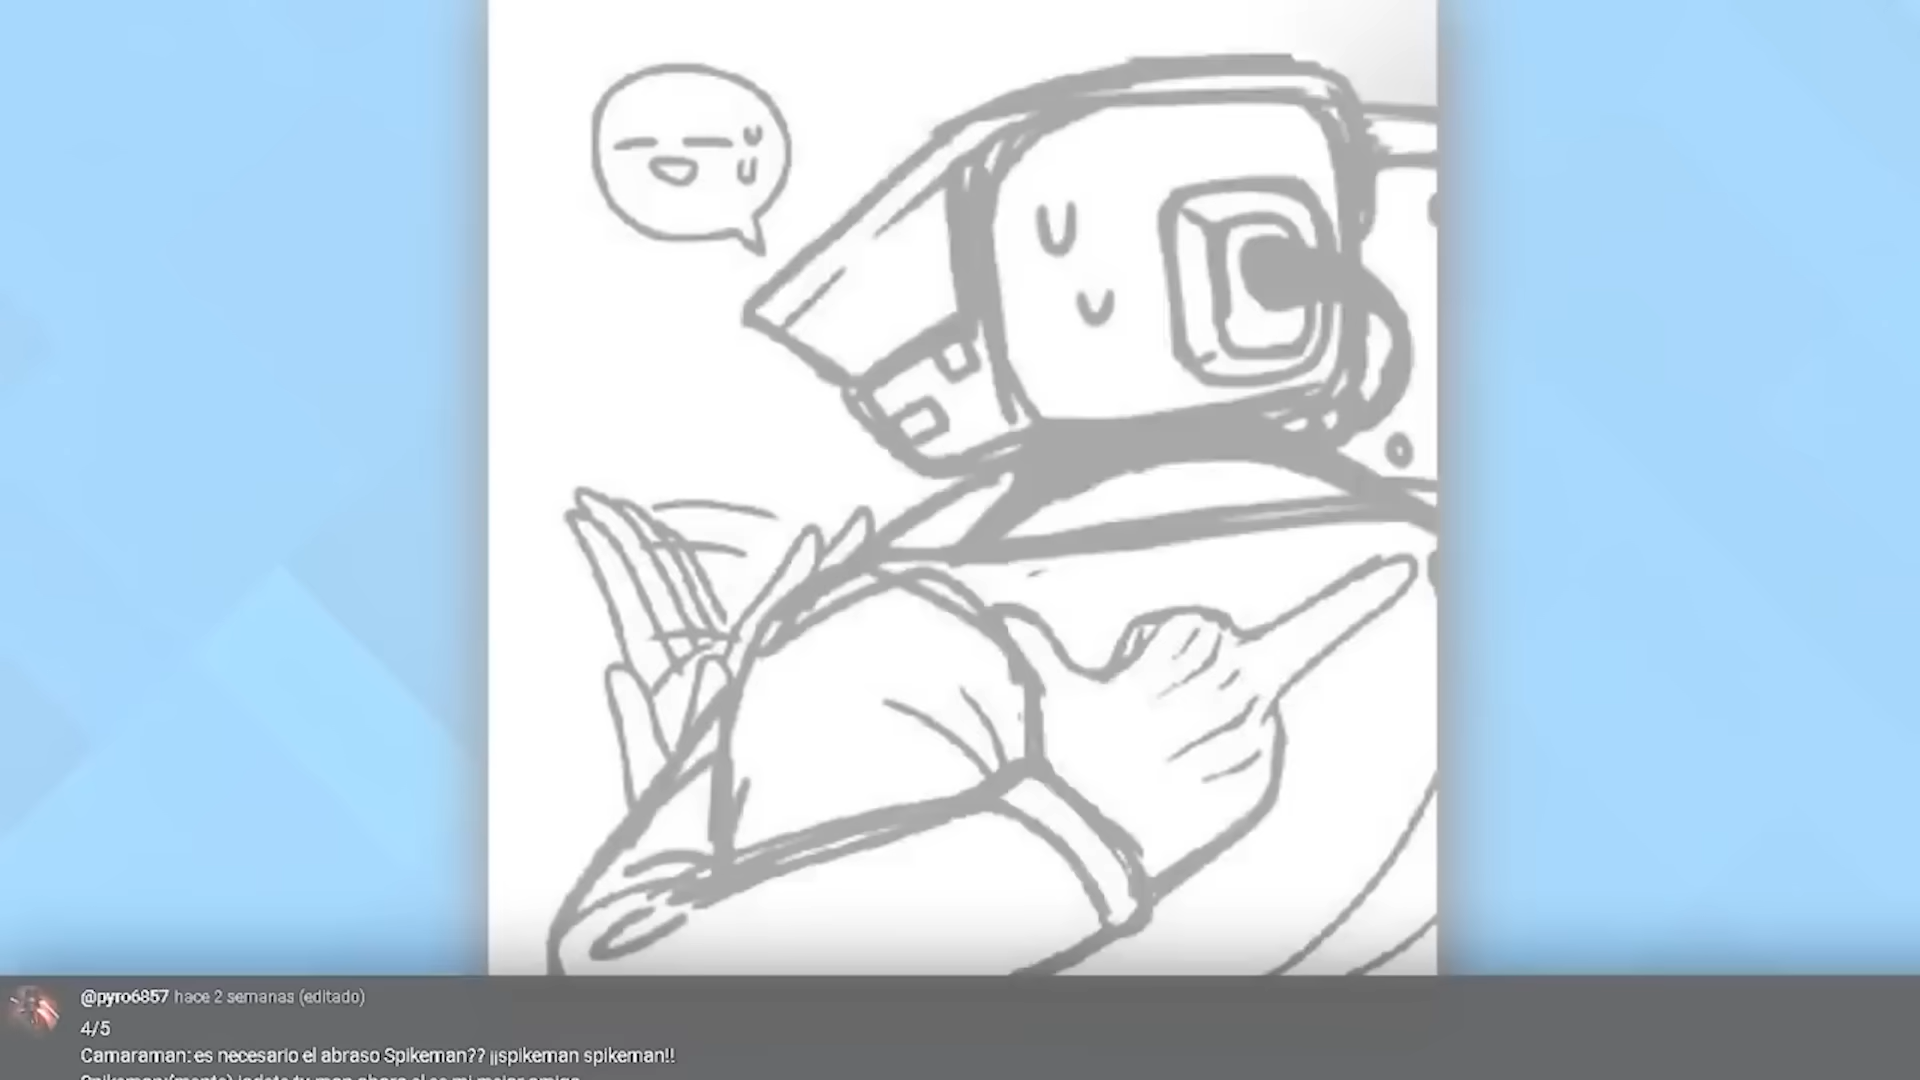 @pyro6857 hace 2 semanas (editado)
4/5
Camaraman: es necesario el abraso Spikeman?? ¡¡spikeman spikeman!!